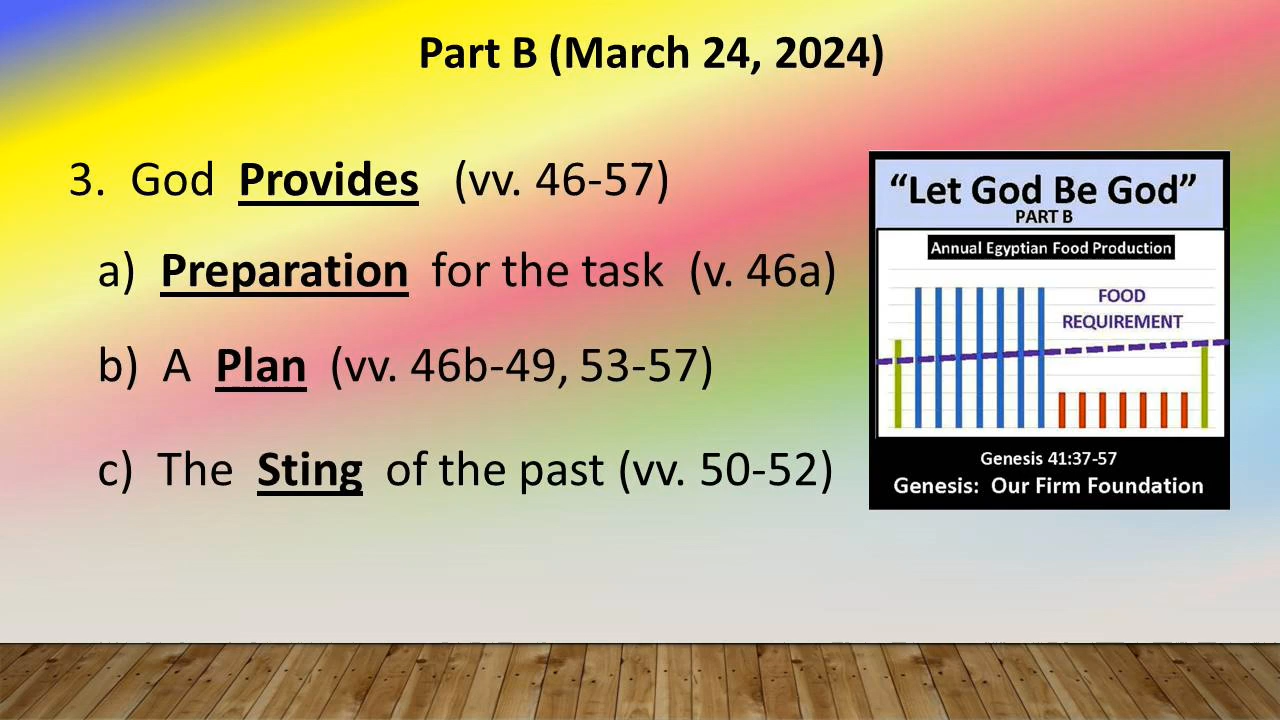 Part B (March 24, 2024)
3. God Provides (vv. 46-57)
a) Preparation for the task (v. 46a)
b) A Plan (vv. 46b-49, 53-57)
c) The Sting of the past (vv. 50-52)
“Let God Be God”
PART B
Annual Egyptian Food Production
FOOD
REQUIREMENT
Genesis 41:37-57
Genesis: Our Firm Foundation